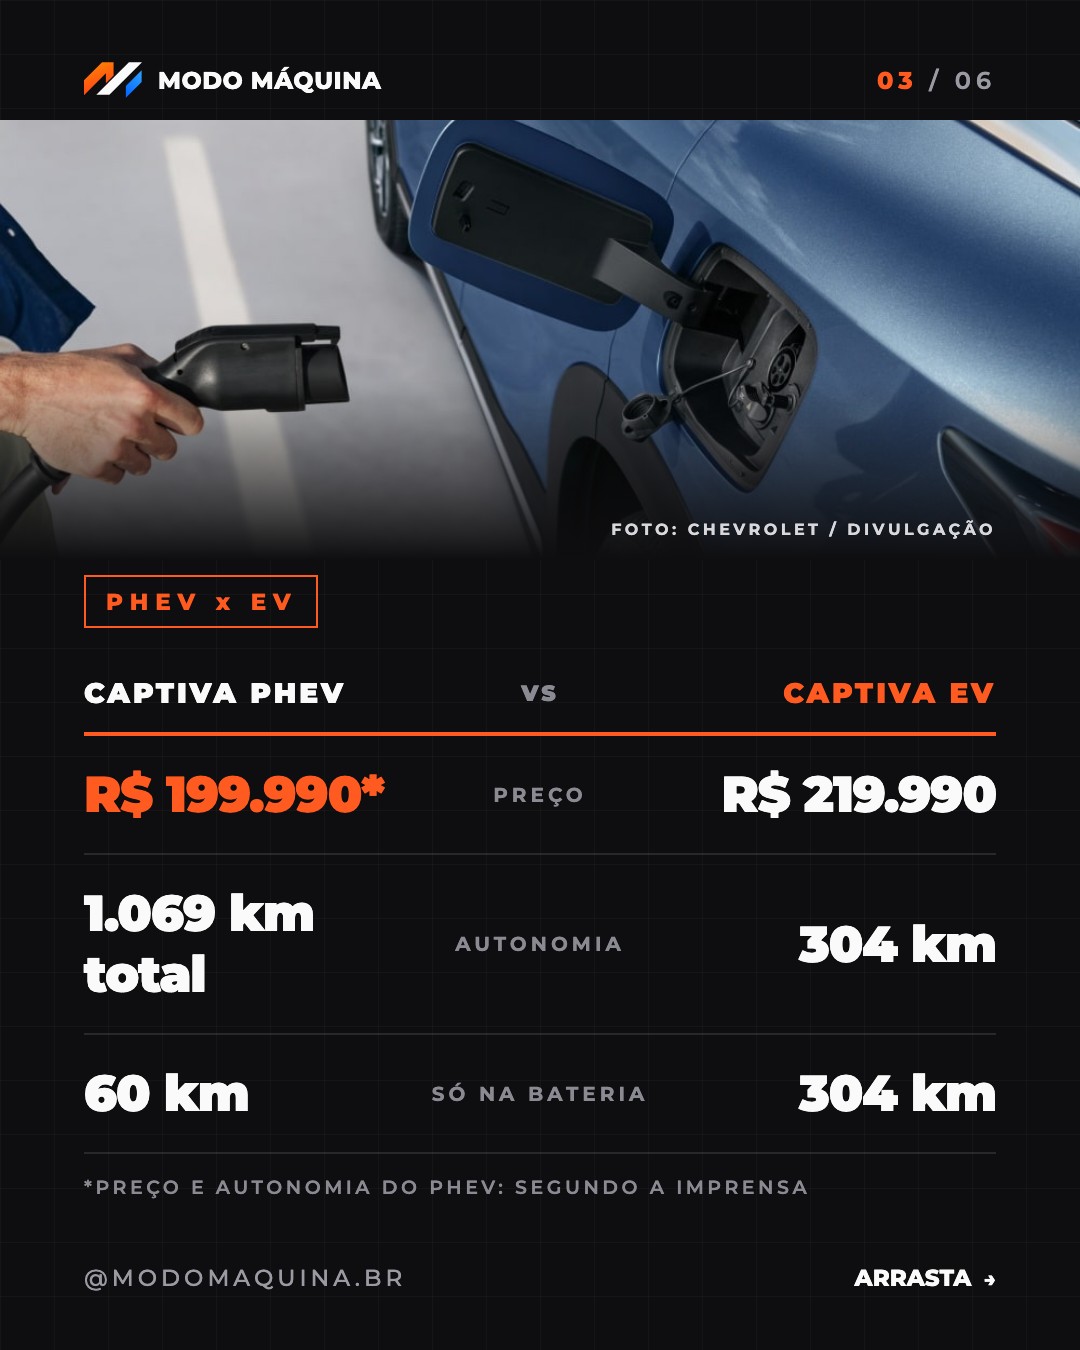 MODO MÁQUINA
03 / 06
FOTO: CHEVROLET / DIVULGAÇÃO
PHEV x EV
CAPTIVA PHEV VS CAPTIVA EV
R$ 199.990* PREÇO R$ 219.990
1.069 km
total
AUTONOMIA
304 km
60 km SÓ NA BATERIA 304 km
*PREÇO E AUTONOMIA DO PHEV: SEGUNDO A IMPRENSA
@MODOMAQUINA.BR
ARRASTA →